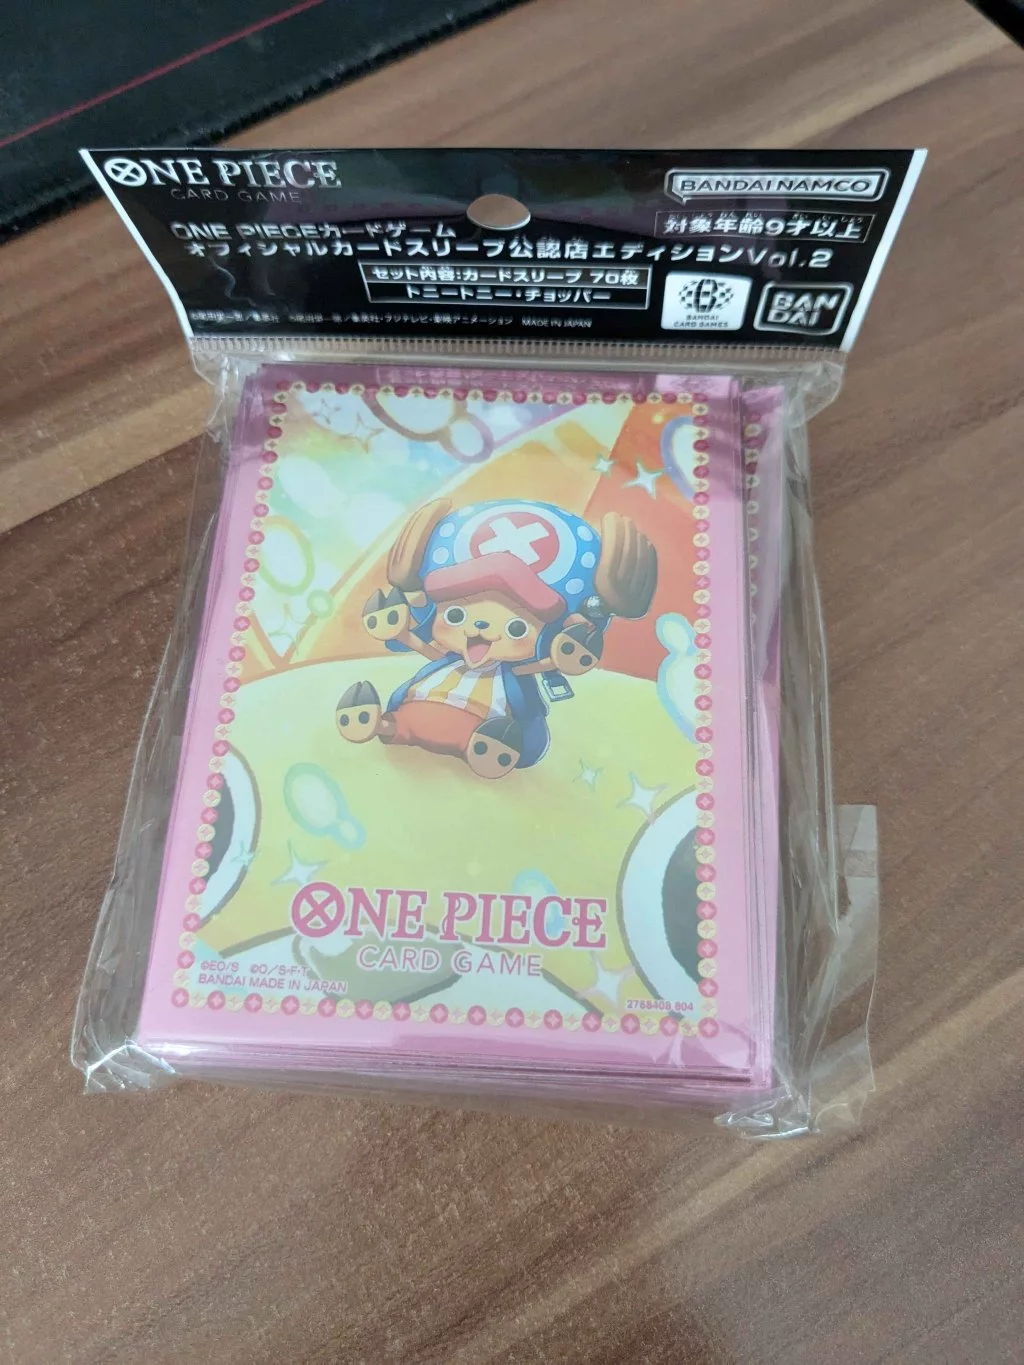 ONE PIECE
CARD GAME
BANDAI NAMCO
ONE PIECEカードゲーム
対象年齢9才以上
オフィシャルカードスリーブ公認店エディションVol.2
セット内容:カードスリーブ 70枚
トニートニー・チョッパー
BANDAI
CARD GAMES
BAN
DAI
MADE IN JAPAN
ONE PIECE
CARD GAME
©EO/S ©O/S・F・T
BANDAI MADE IN JAPAN